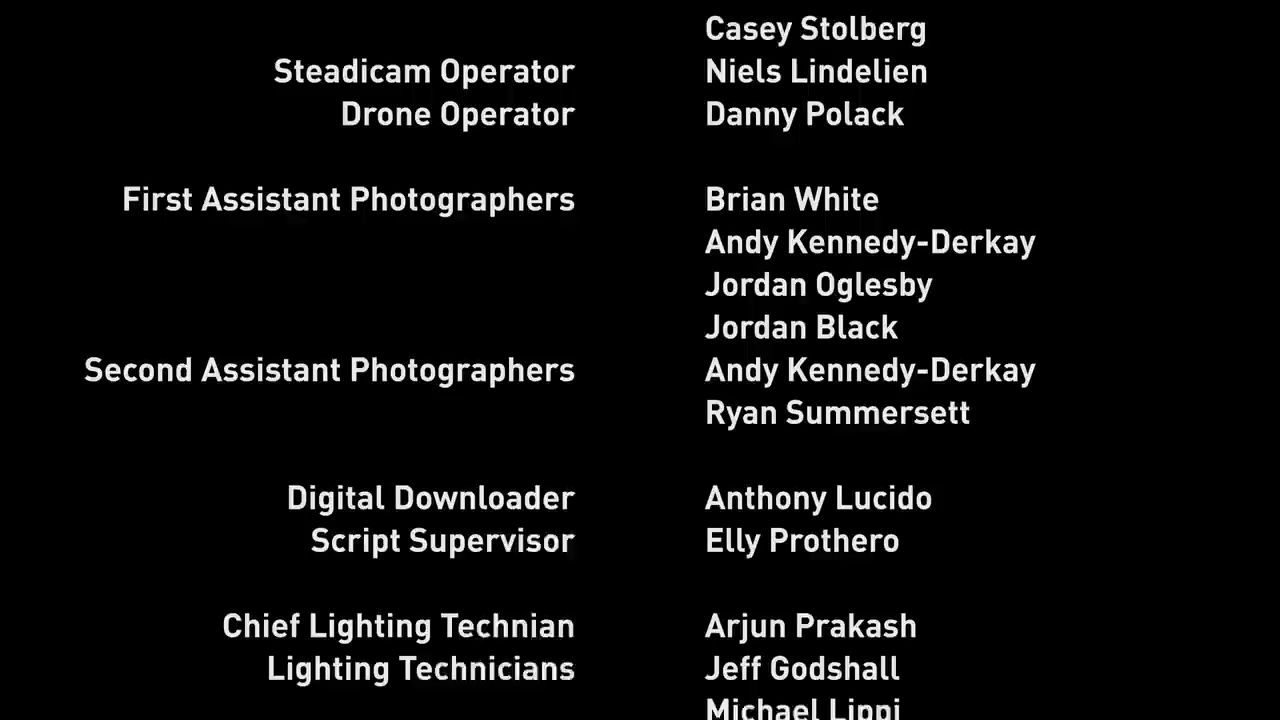 Casey Stolberg
Steadicam Operator Niels Lindelien
Drone Operator Danny Polack
First Assistant Photographers Brian White
Andy Kennedy-Derkay
Jordan Oglesby
Jordan Black
Second Assistant Photographers Andy Kennedy-Derkay
Ryan Summersett
Digital Downloader Anthony Lucido
Script Supervisor Elly Prothero
Chief Lighting Technian Arjun Prakash
Lighting Technicians Jeff Godshall
Michael Lippi